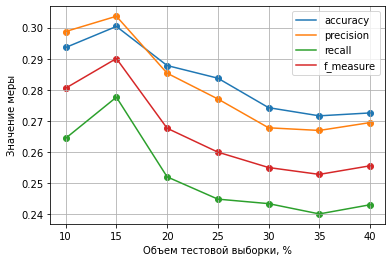 accuracy
precision
recall
f_measure
Значение меры
0.30
0.29
0.28
0.27
0.26
0.25
0.24
10 15 20 25 30 35 40
Объем тестовой выборки, %